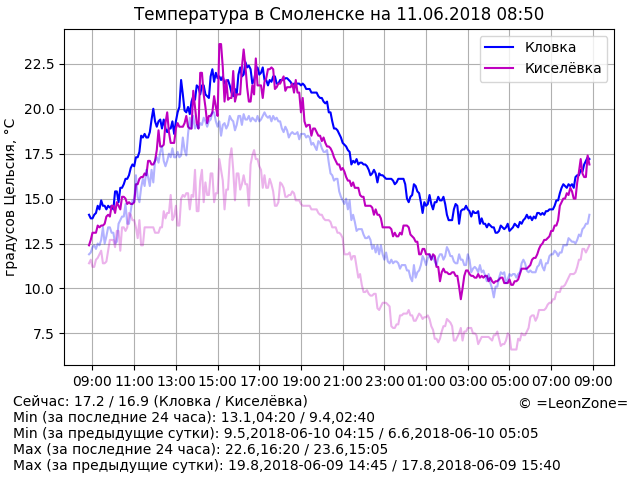 Температура в Смоленске на 11.06.2018 08:50
Кловка
Киселёвка
градусов Цельсия, °C
22.5
20.0
17.5
15.0
12.5
10.0
7.5
09:00 11:00 13:00 15:00 17:00 19:00 21:00 23:00 01:00 03:00 05:00 07:00 09:00
Сейчас: 17.2 / 16.9 (Кловка / Киселёвка)
© =LeonZone=
Min (за последние 24 часа): 13.1,04:20 / 9.4,02:40
Min (за предыдущие сутки): 9.5,2018-06-10 04:15 / 6.6,2018-06-10 05:05
Max (за последние 24 часа): 22.6,16:20 / 23.6,15:05
Max (за предыдущие сутки): 19.8,2018-06-09 14:45 / 17.8,2018-06-09 15:40